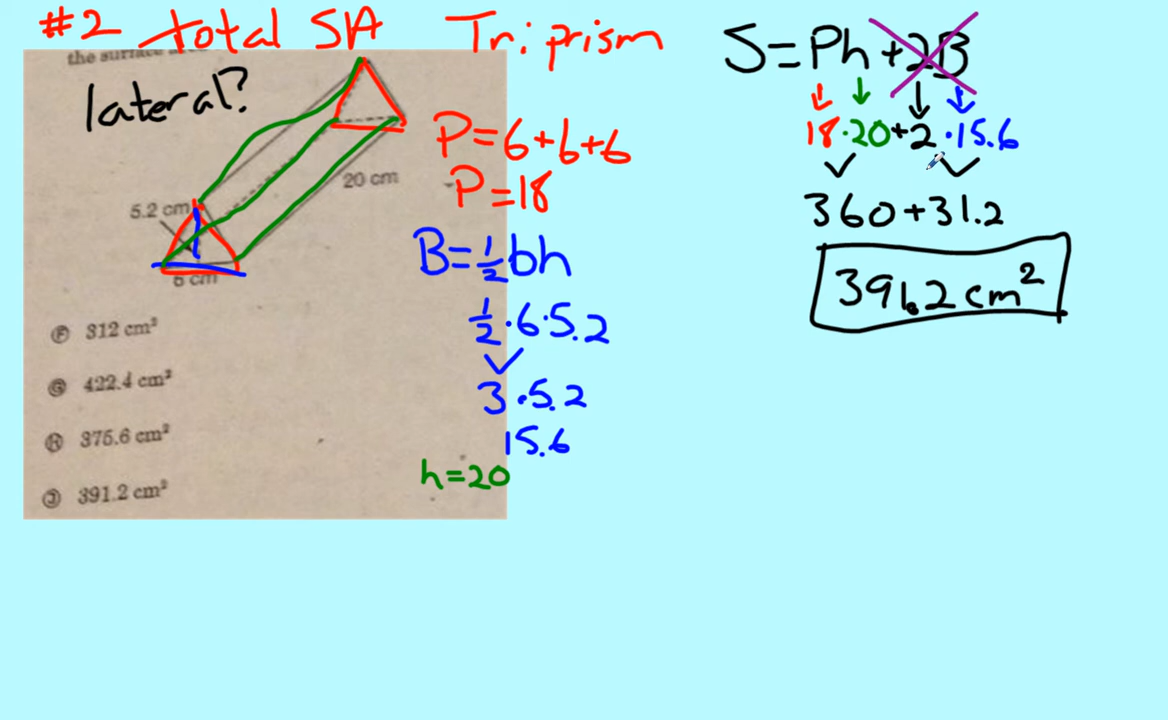 #2 total SA
Tri prism
the surface
lateral?
5.2 cm
20 cm
6 cm
Ⓕ 312 cm²
Ⓖ 422.4 cm²
Ⓗ 375.6 cm²
Ⓙ 391.2 cm²
P=6+6+6
P=18
B=½bh
½·6·5.2
3·5.2
15.6
h=20
S=Ph+2B
18·20+2·15.6
360+31.2
391.2 cm²